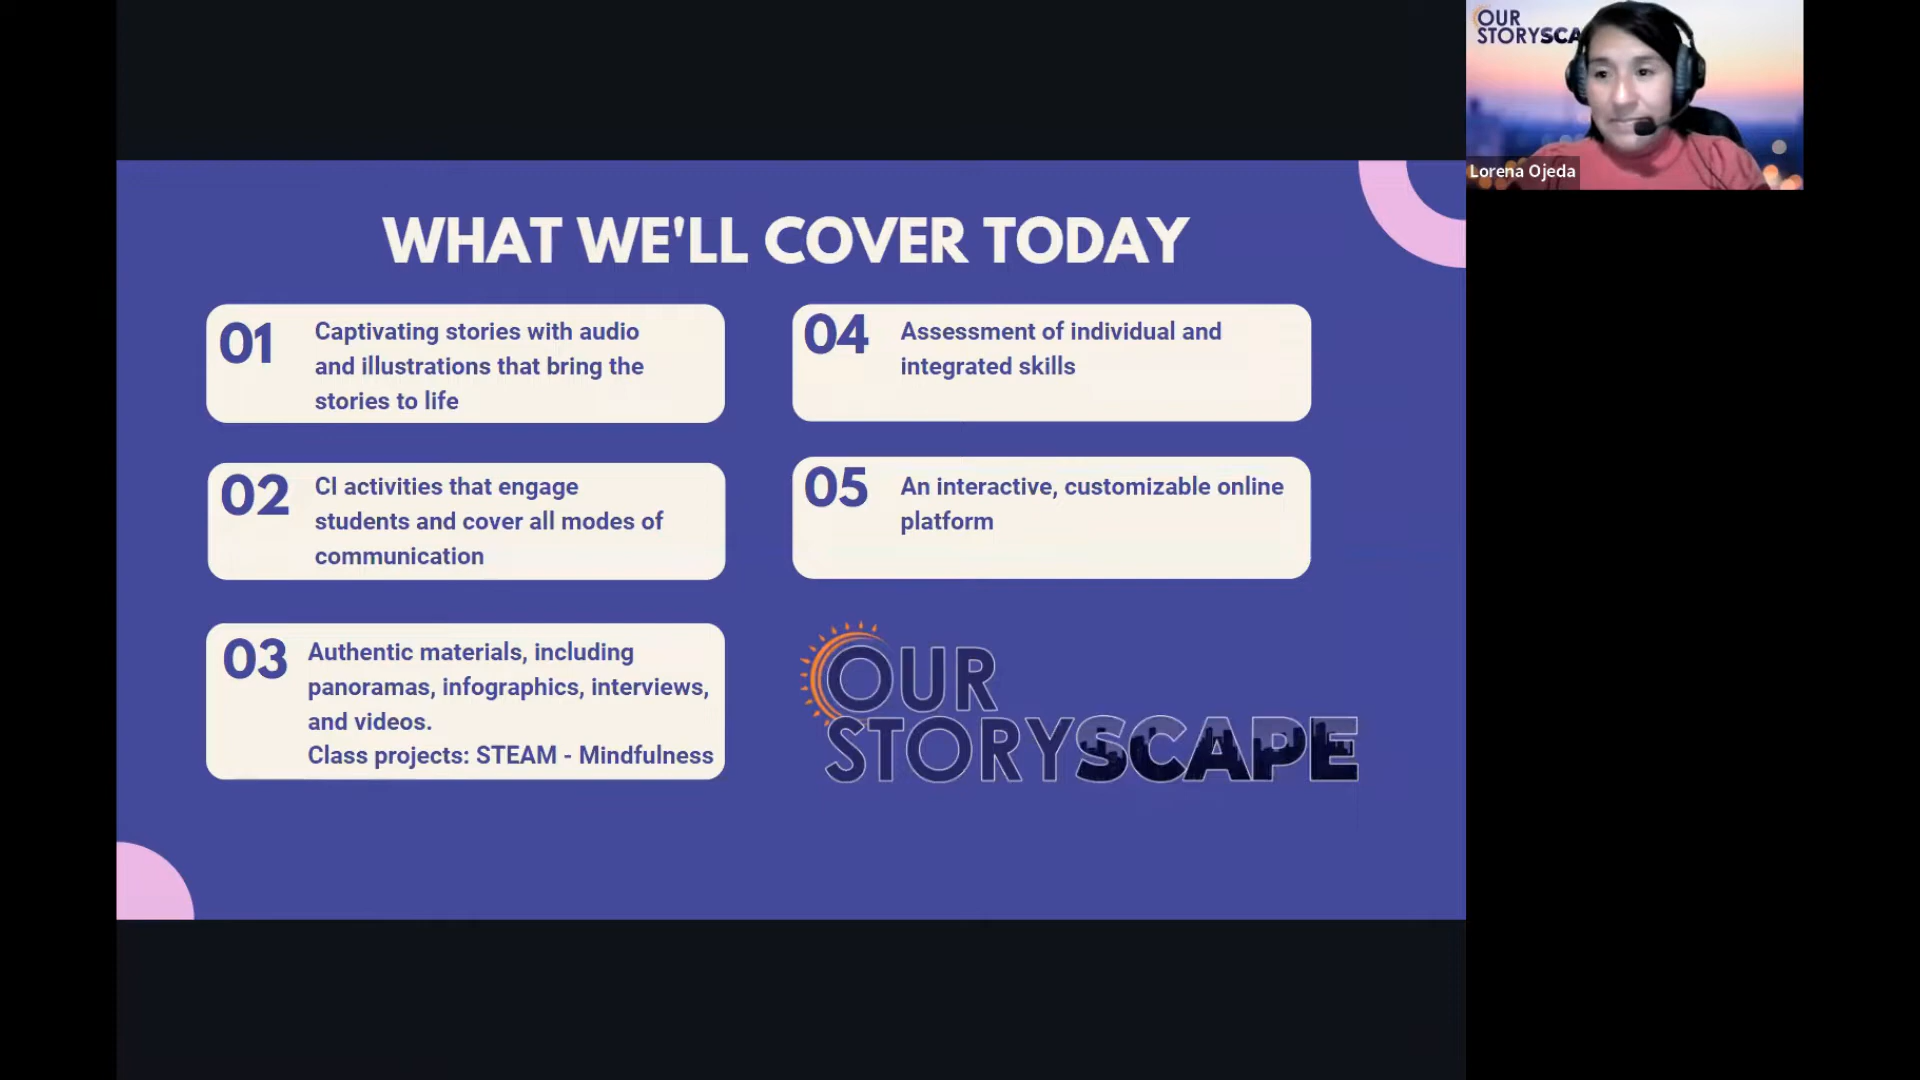 WHAT WE'LL COVER TODAY
01
Captivating stories with audio
and illustrations that bring the
stories to life
02
CI activities that engage
students and cover all modes of
communication
03
Authentic materials, including
panoramas, infographics, interviews,
and videos.
Class projects: STEAM - Mindfulness
04
Assessment of individual and
integrated skills
05
An interactive, customizable online
platform
OUR
STORYSCAPE
OUR
STORYSCA
Lorena Ojeda